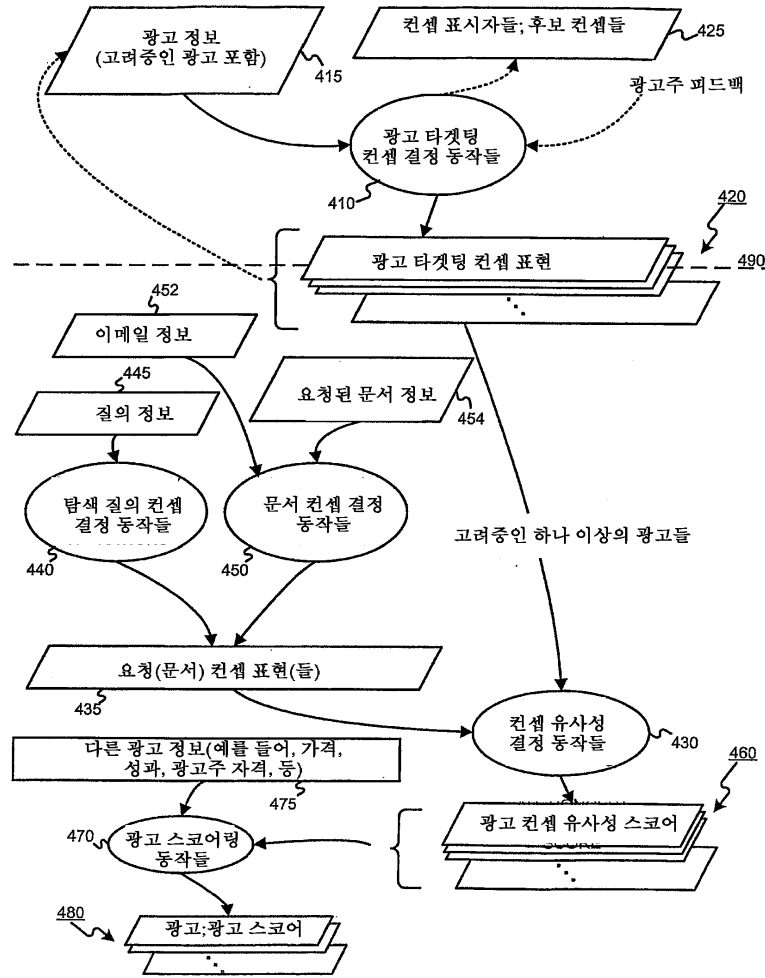 광고 정보
(고려중인 광고 포함)
415
컨셉 표시자들; 후보 컨셉들
425
광고주 피드백
광고 타겟팅
컨셉 결정 동작들
410
420
광고 타겟팅 컨셉 표현
490
452
이메일 정보
445
질의 정보
요청된 문서 정보
454
탐색 질의 컨셉
결정 동작들
440
문서 컨셉 결정
동작들
450
고려중인 하나 이상의 광고들
요청(문서) 컨셉 표현(들)
435
컨셉 유사성
결정 동작들
430
다른 광고 정보(예를 들어, 가격,
성과, 광고주 자격, 등)
475
460
광고 컨셉 유사성 스코어
470
광고 스코어링
동작들
480
광고;광고 스코어